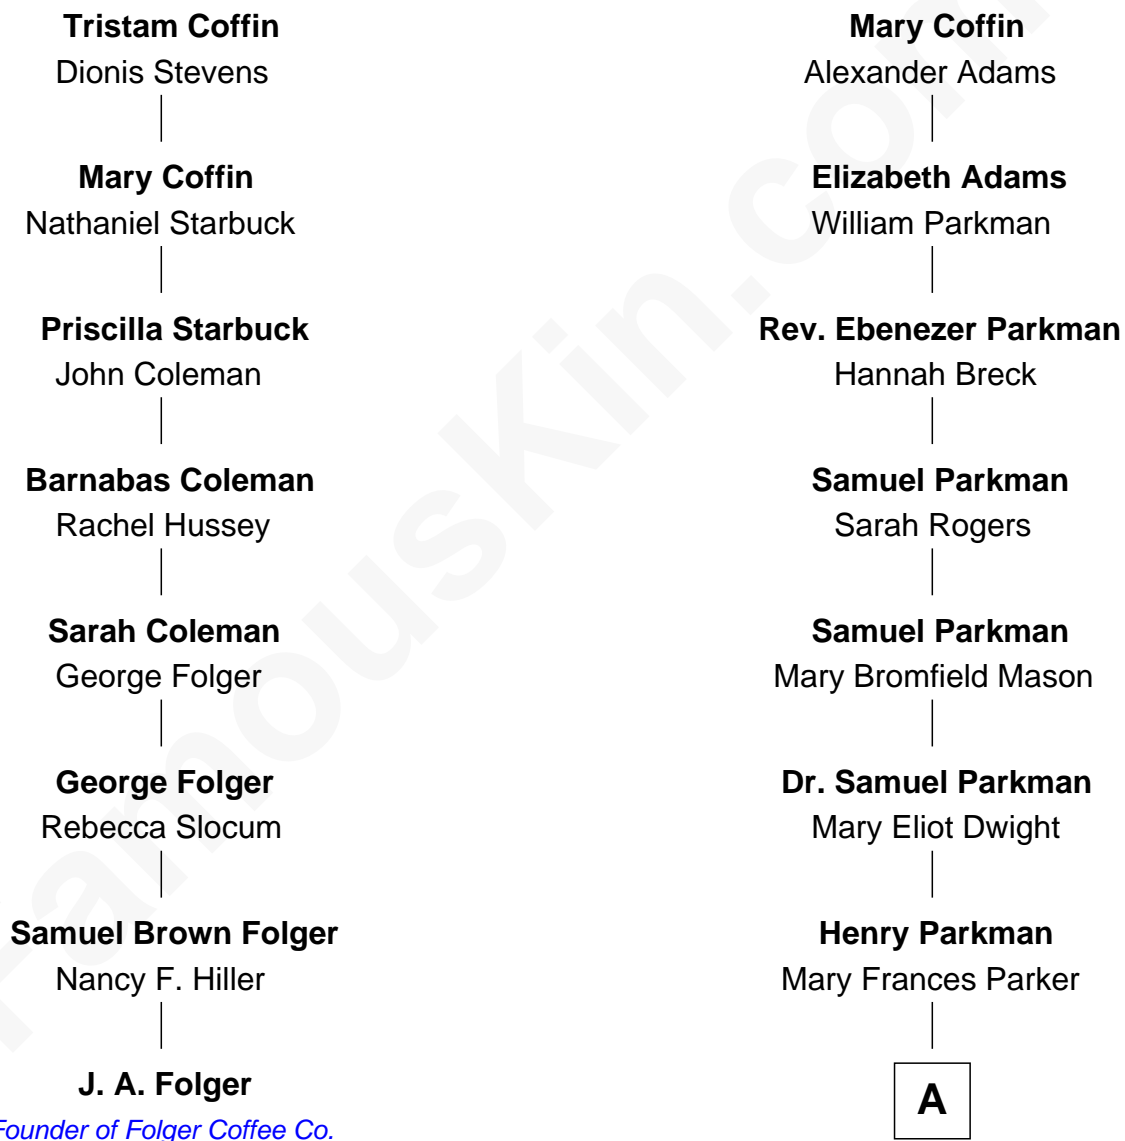 Tristam Coffin
Dionis Stevens
Mary Coffin
Nathaniel Starbuck
Priscilla Starbuck
John Coleman
Barnabas Coleman
Rachel Hussey
Sarah Coleman
George Folger
George Folger
Rebecca Slocum
Samuel Brown Folger
Nancy F. Hiller
J. A. Folger
Founder of Folger Coffee Co.
Mary Coffin
Alexander Adams
Elizabeth Adams
William Parkman
Rev. Ebenezer Parkman
Hannah Breck
Samuel Parkman
Sarah Rogers
Samuel Parkman
Mary Bromfield Mason
Dr. Samuel Parkman
Mary Eliot Dwight
Henry Parkman
Mary Frances Parker
A
FamousKin.com